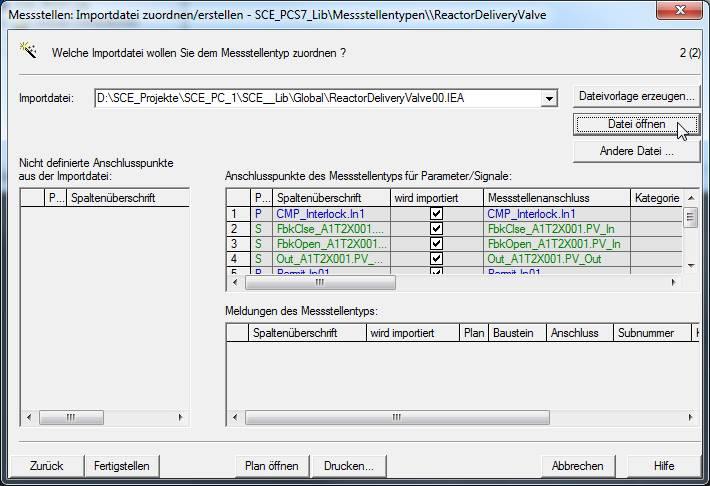 Messstellen: Importdatei zuordnen/erstellen - SCE_PCS7_Lib\Messstellentypen\\ReactorDeliveryValve
Welche Importdatei wollen Sie dem Messstellentyp zuordnen ?
2 (2)
Importdatei:
D:\SCE_Projekte\SCE_PC_1\SCE__Lib\Global\ReactorDeliveryValve00.IEA
Dateivorlage erzeugen...
Datei öffnen
Andere Datei ...
Nicht definierte Anschlusspunkte
aus der Importdatei:
P... Spaltenüberschrift
Anschlusspunkte des Messstellentyps für Parameter/Signale:
P... Spaltenüberschrift wird importiert Messstellenanschluss Kategorie
1 P CMP_Interlock.In1 CMP_Interlock.In1
2 S FbkClse_A1T2X001.... FbkClse_A1T2X001.PV_In
3 S FbkOpen_A1T2X001... FbkOpen_A1T2X001.PV_In
4 S Out_A1T2X001.PV_... Out_A1T2X001.PV_Out
5 P Permit.In01 Permit.In01
Meldungen des Messstellentyps:
Spaltenüberschrift wird importiert Plan Baustein Anschluss Subnummer
Zurück
Fertigstellen
Plan öffnen
Drucken...
Abbrechen
Hilfe